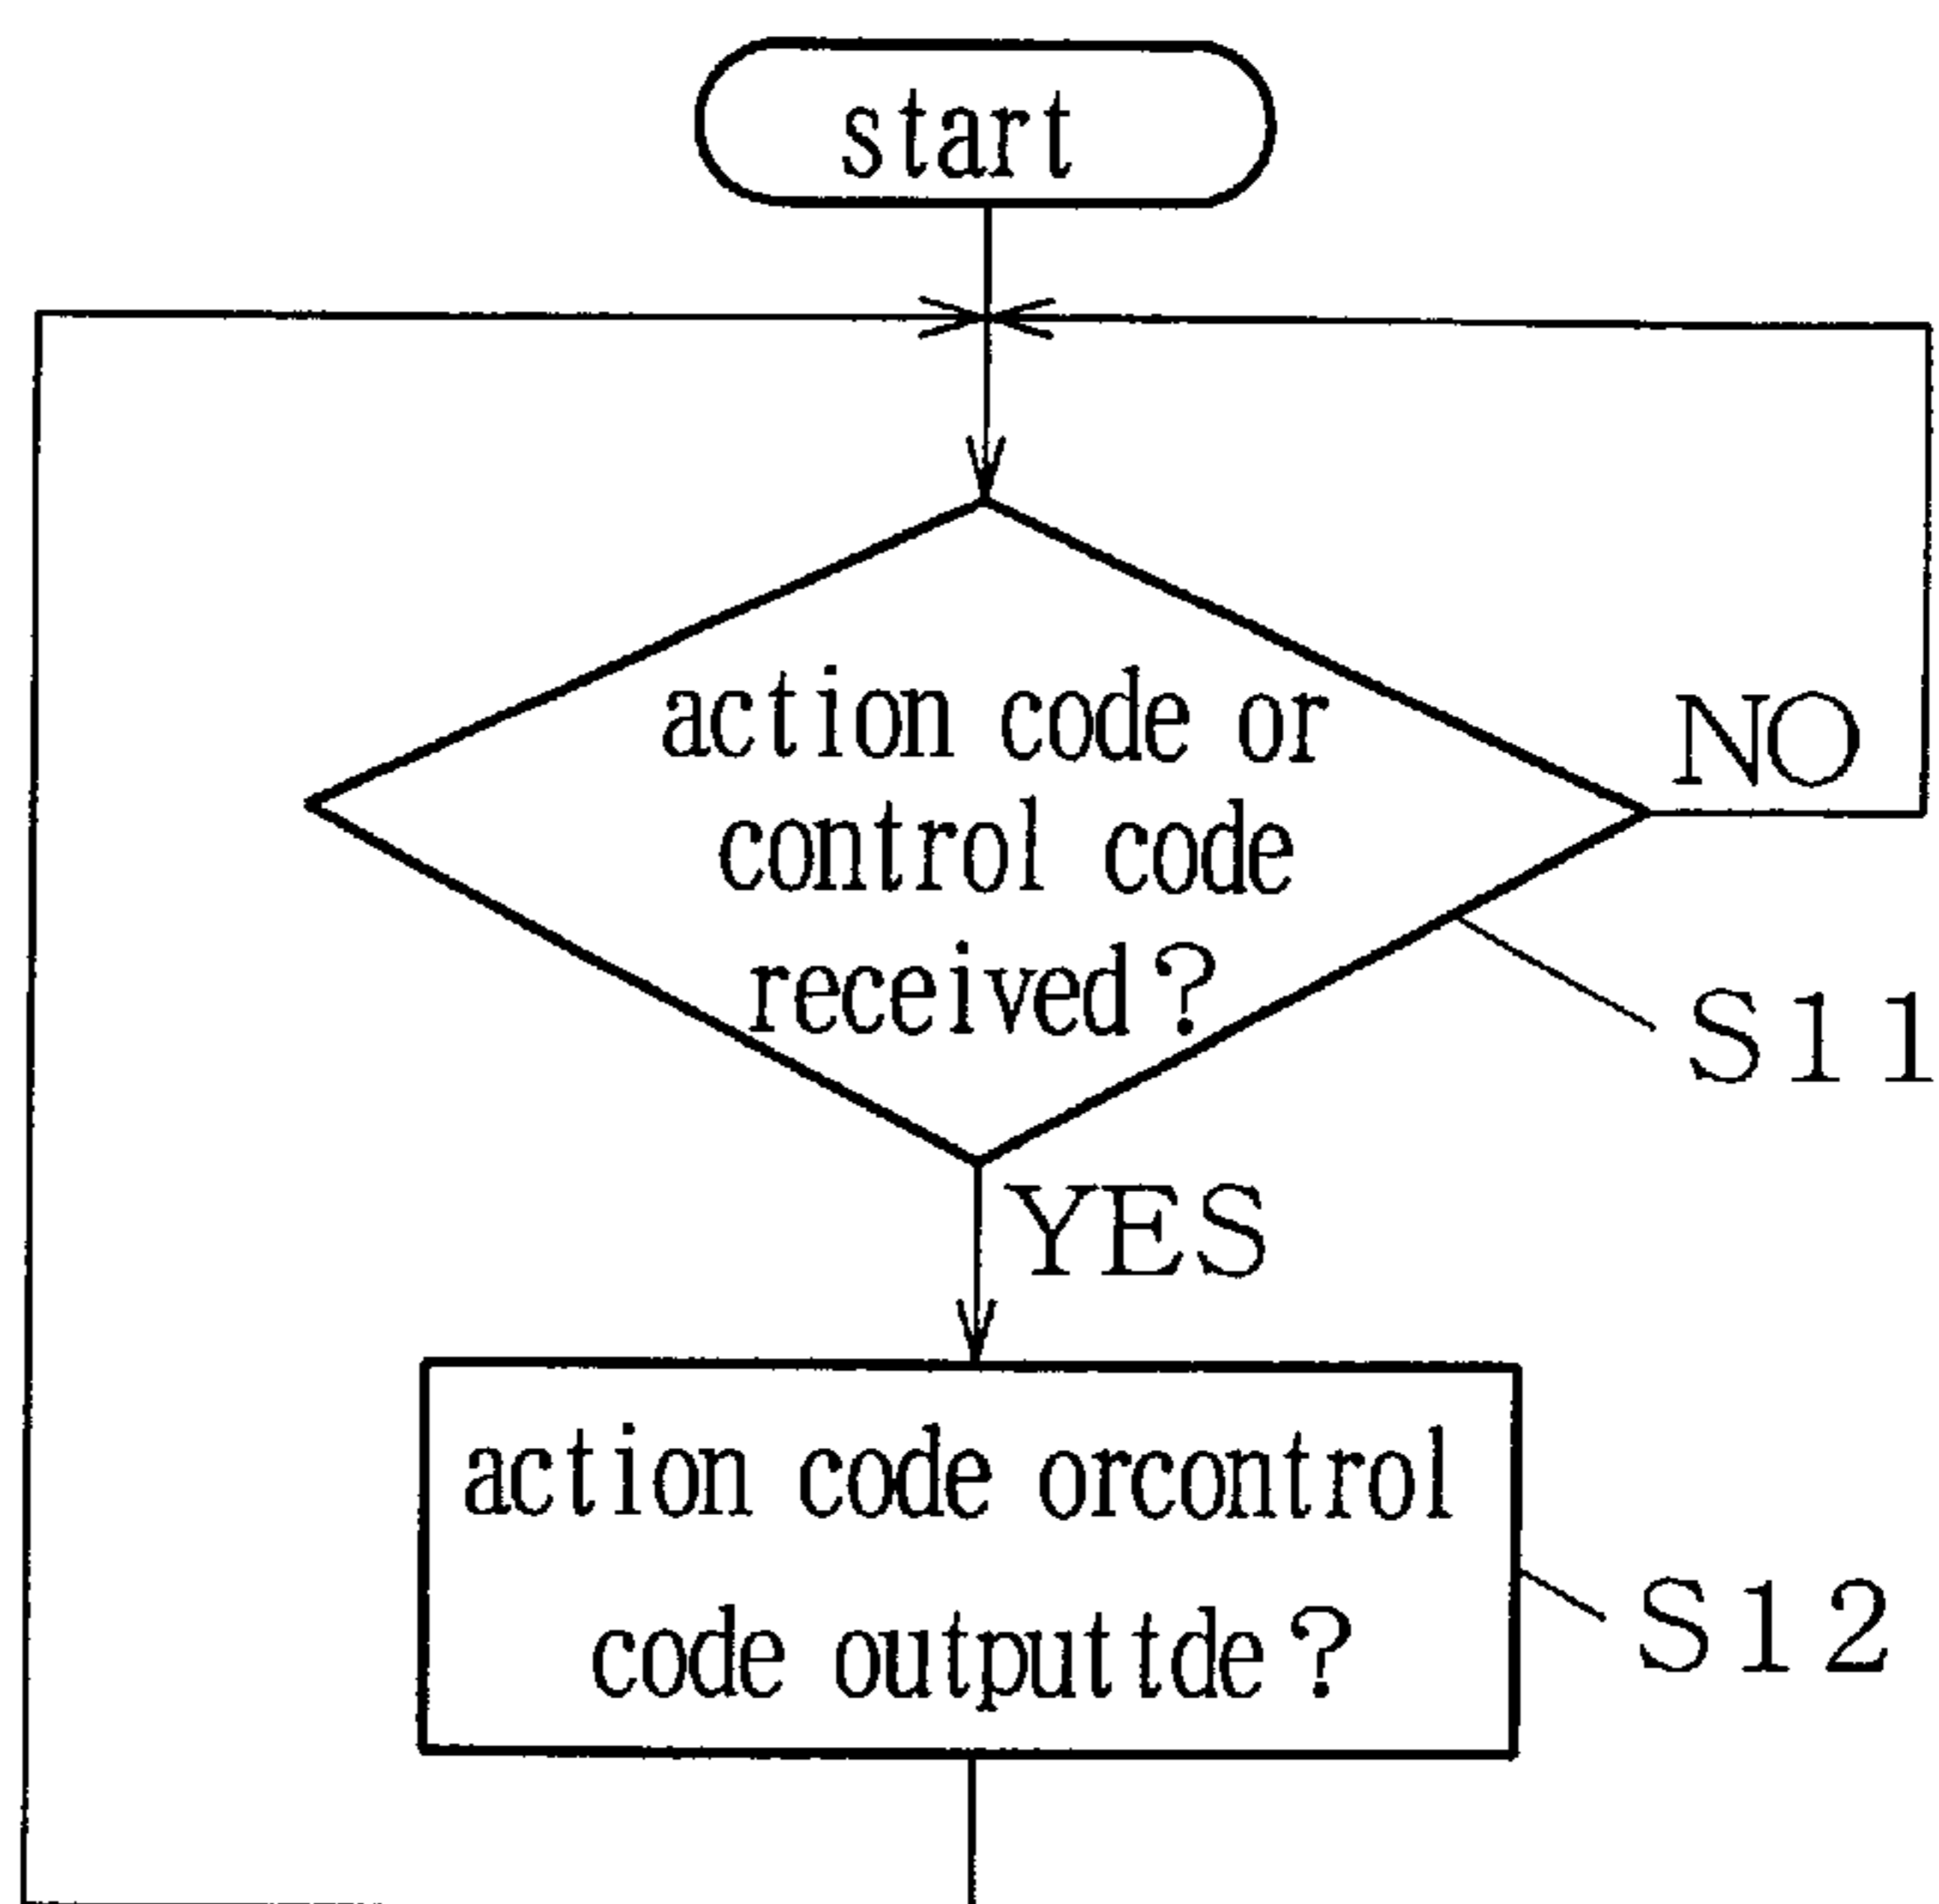 start
action code or
NO
control code
received?
S11
YES
action code orcontrol
code outputtde?
S12